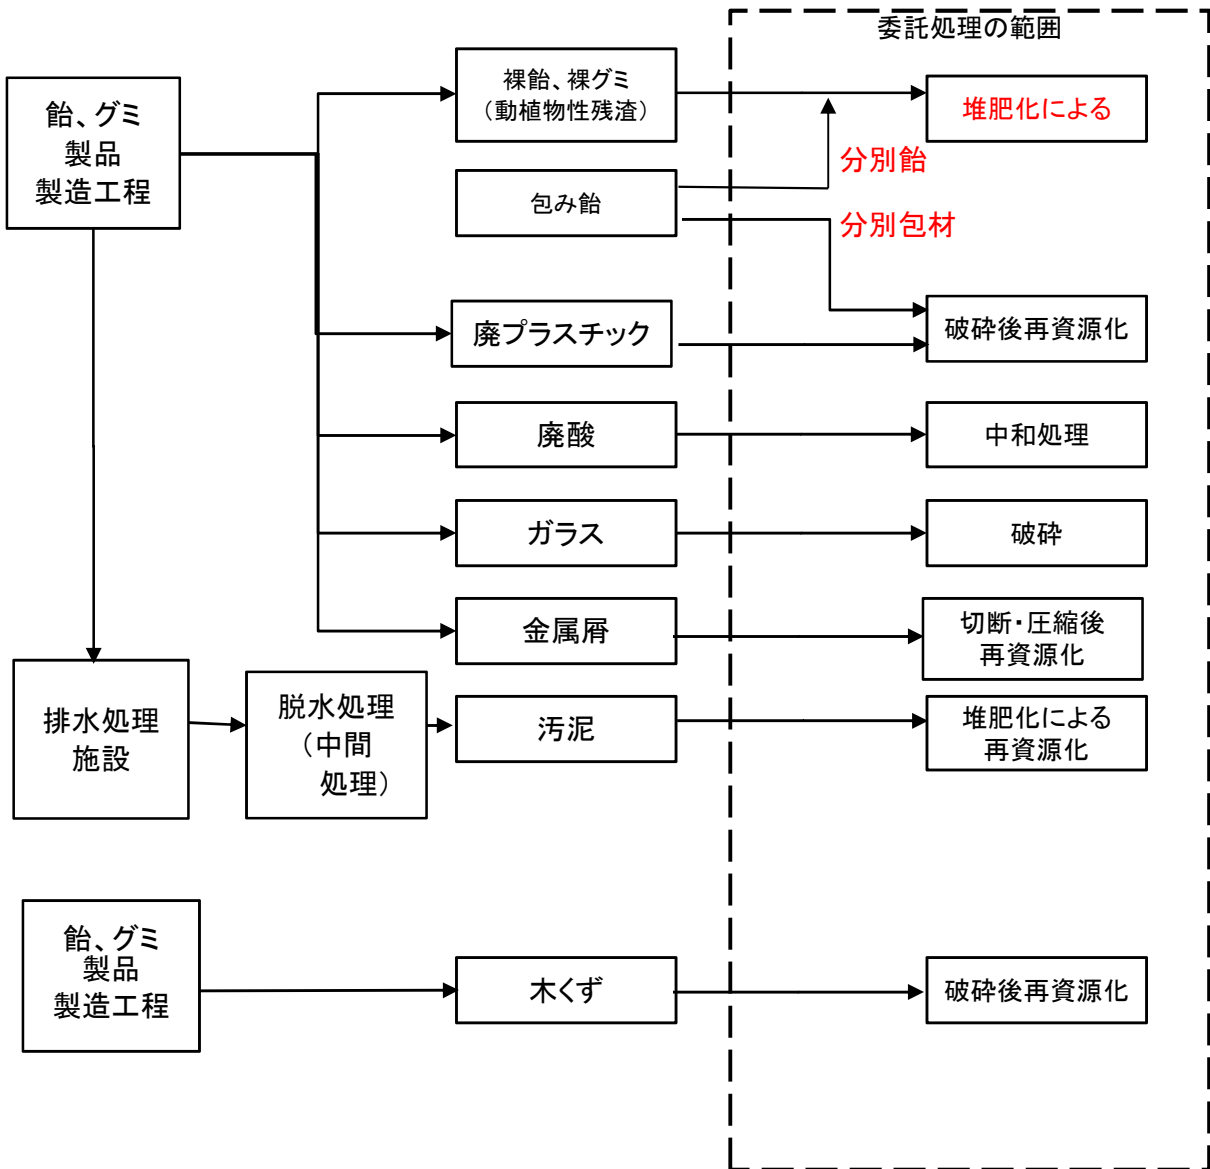 委託処理の範囲
飴、グミ
製品
製造工程
裸飴、裸グミ
（動植物性残渣）
堆肥化による
分別飴
包み飴
分別包材
廃プラスチック
破砕後再資源化
廃酸
中和処理
ガラス
破砕
金属屑
切断・圧縮後
再資源化
排水処理
施設
脱水処理
（中間
処理）
汚泥
堆肥化による
再資源化
飴、グミ
製品
製造工程
木くず
破砕後再資源化